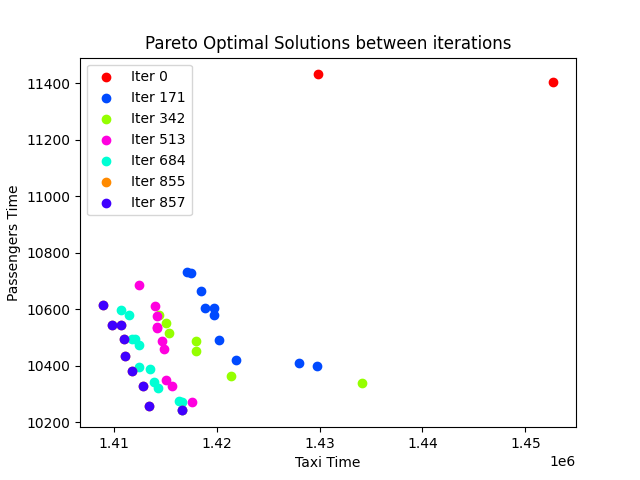 Pareto Optimal Solutions between iterations
Iter 0
Iter 171
Iter 342
Iter 513
Iter 684
Iter 855
Iter 857
Passengers Time
11400
11200
11000
10800
10600
10400
10200
1.41 1.42 1.43 1.44 1.45
1e6
Taxi Time